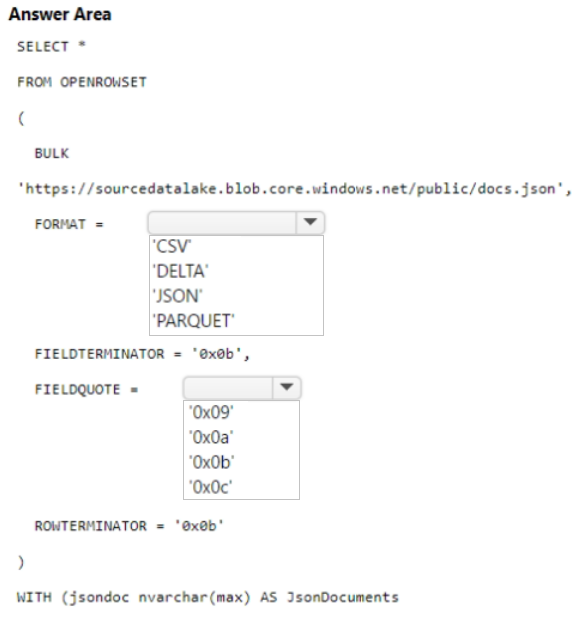 Answer Area
SELECT *
FROM OPENROWSET
(
BULK
'https://sourcedatalake.blob.core.windows.net/public/docs.json',
FORMAT =
'CSV'
'DELTA'
'JSON'
'PARQUET'
FIELDTERMINATOR = '0x0b',
FIELDQUOTE =
'0x09'
'0x0a'
'0x0b'
'0x0c'
ROWTERMINATOR = '0x0b'
)
WITH (jsondoc nvarchar(max) AS JsonDocuments